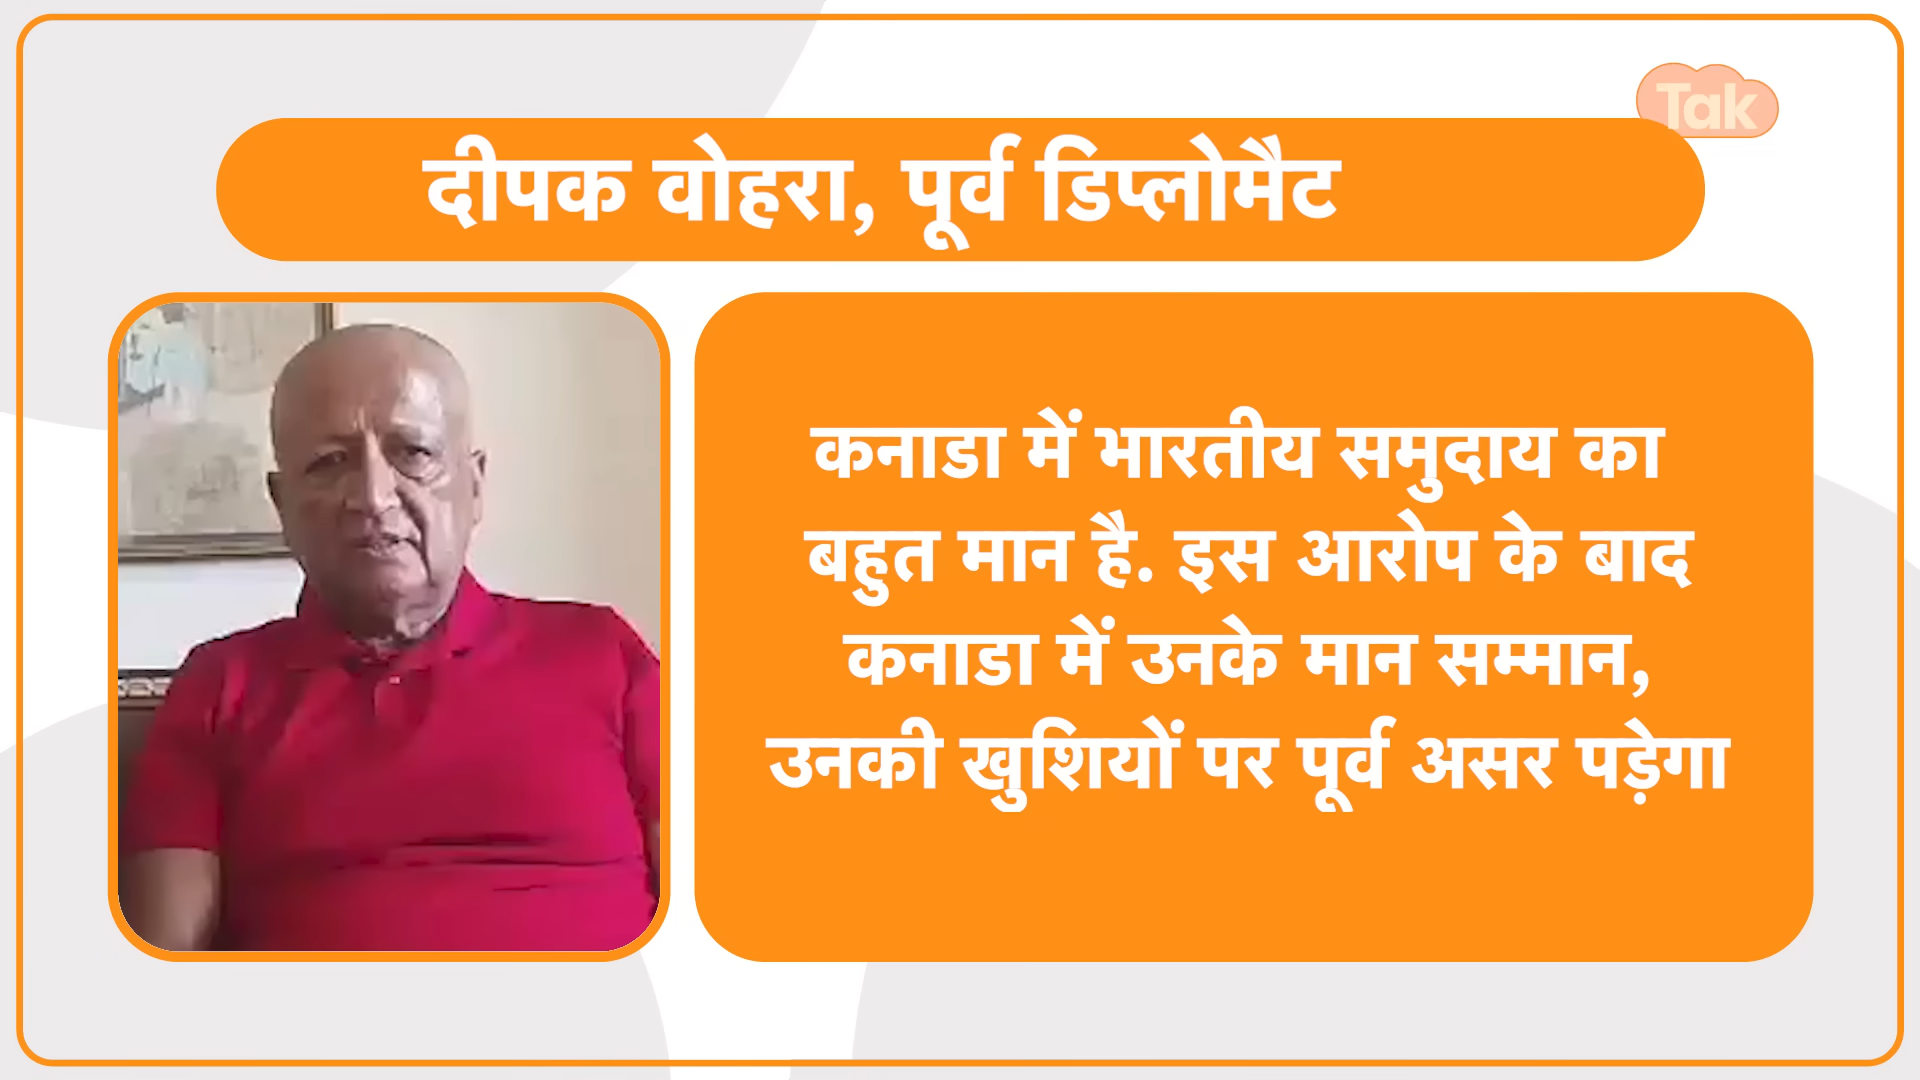 Tak
दीपक वोहरा, पूर्व डिप्लोमैट
कनाडा में भारतीय समुदाय का
बहुत मान है. इस आरोप के बाद
कनाडा में उनके मान सम्मान,
उनकी खुशियों पर पूर्व असर पड़ेगा